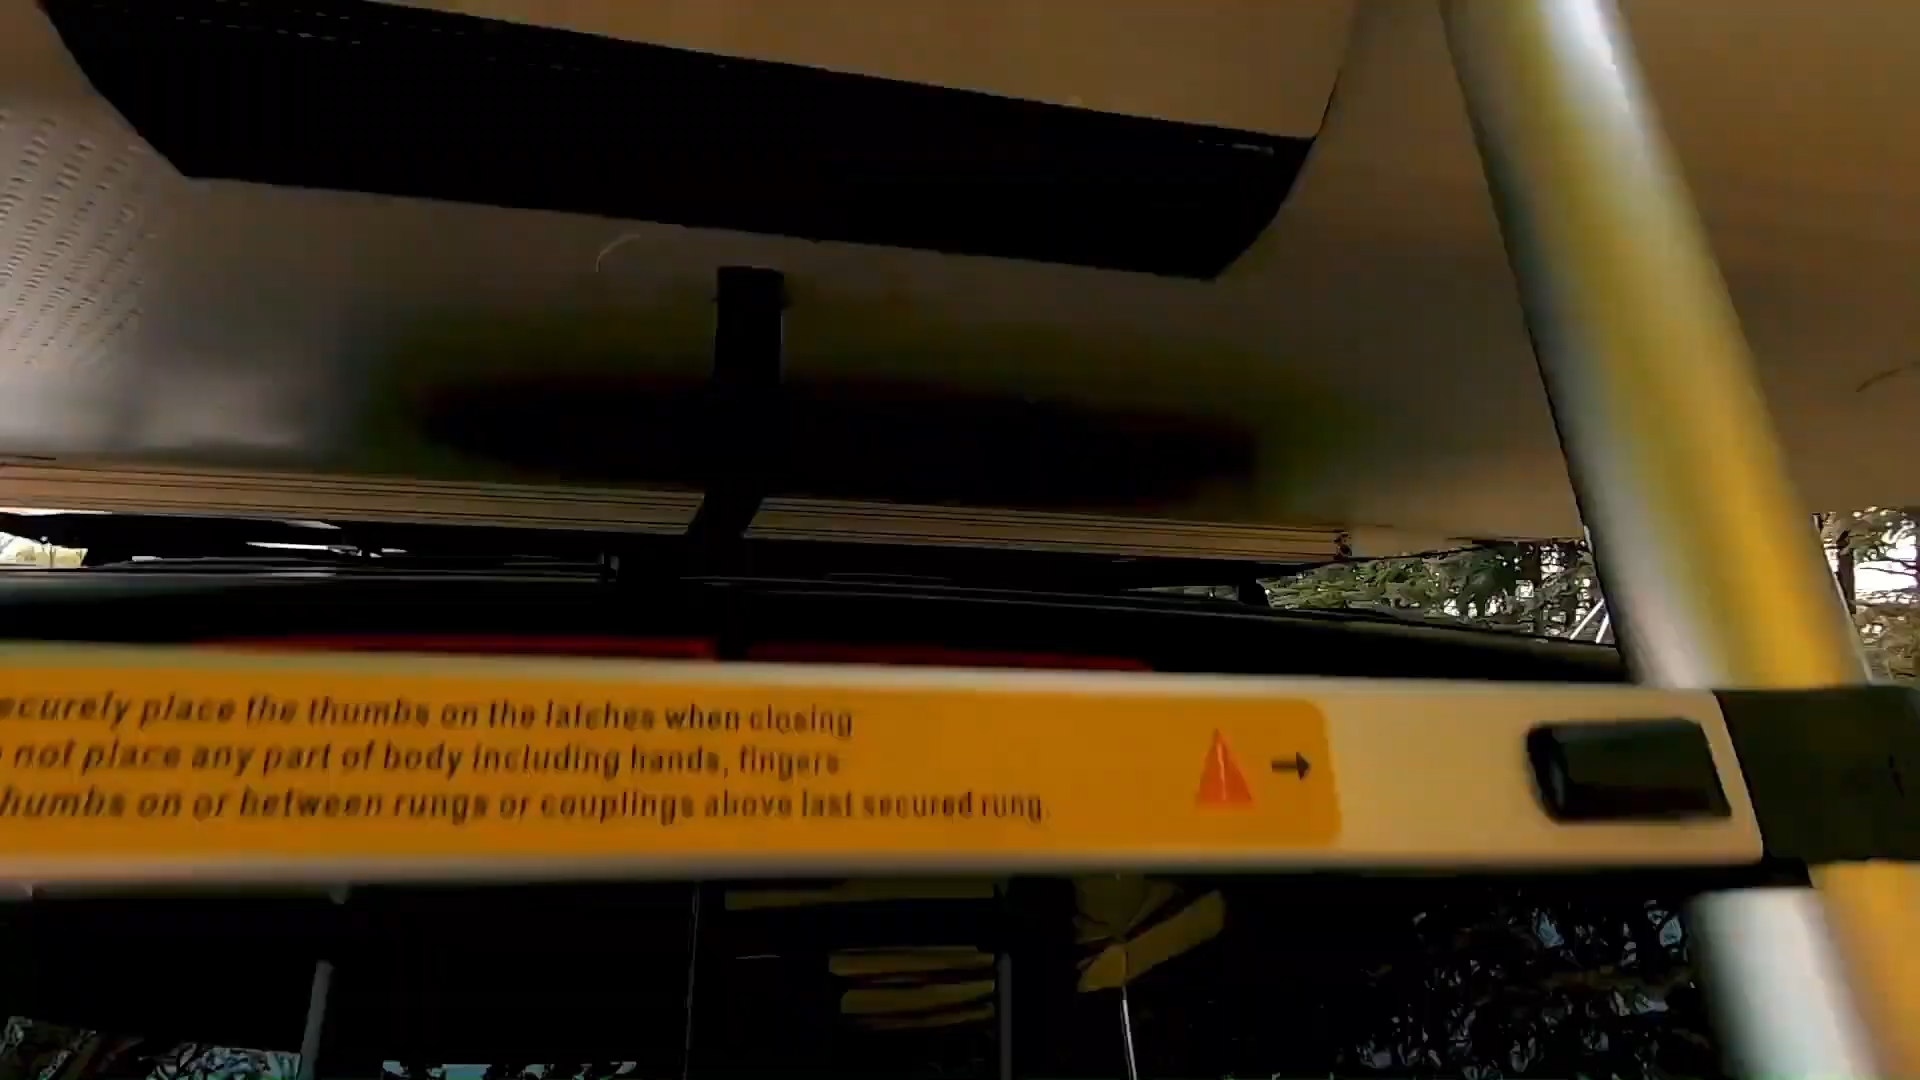 ecurely place the thumbs on the latches when closing
not place any part of body including hands, fingers
humbs on or between rungs or couplings above last secured rung.